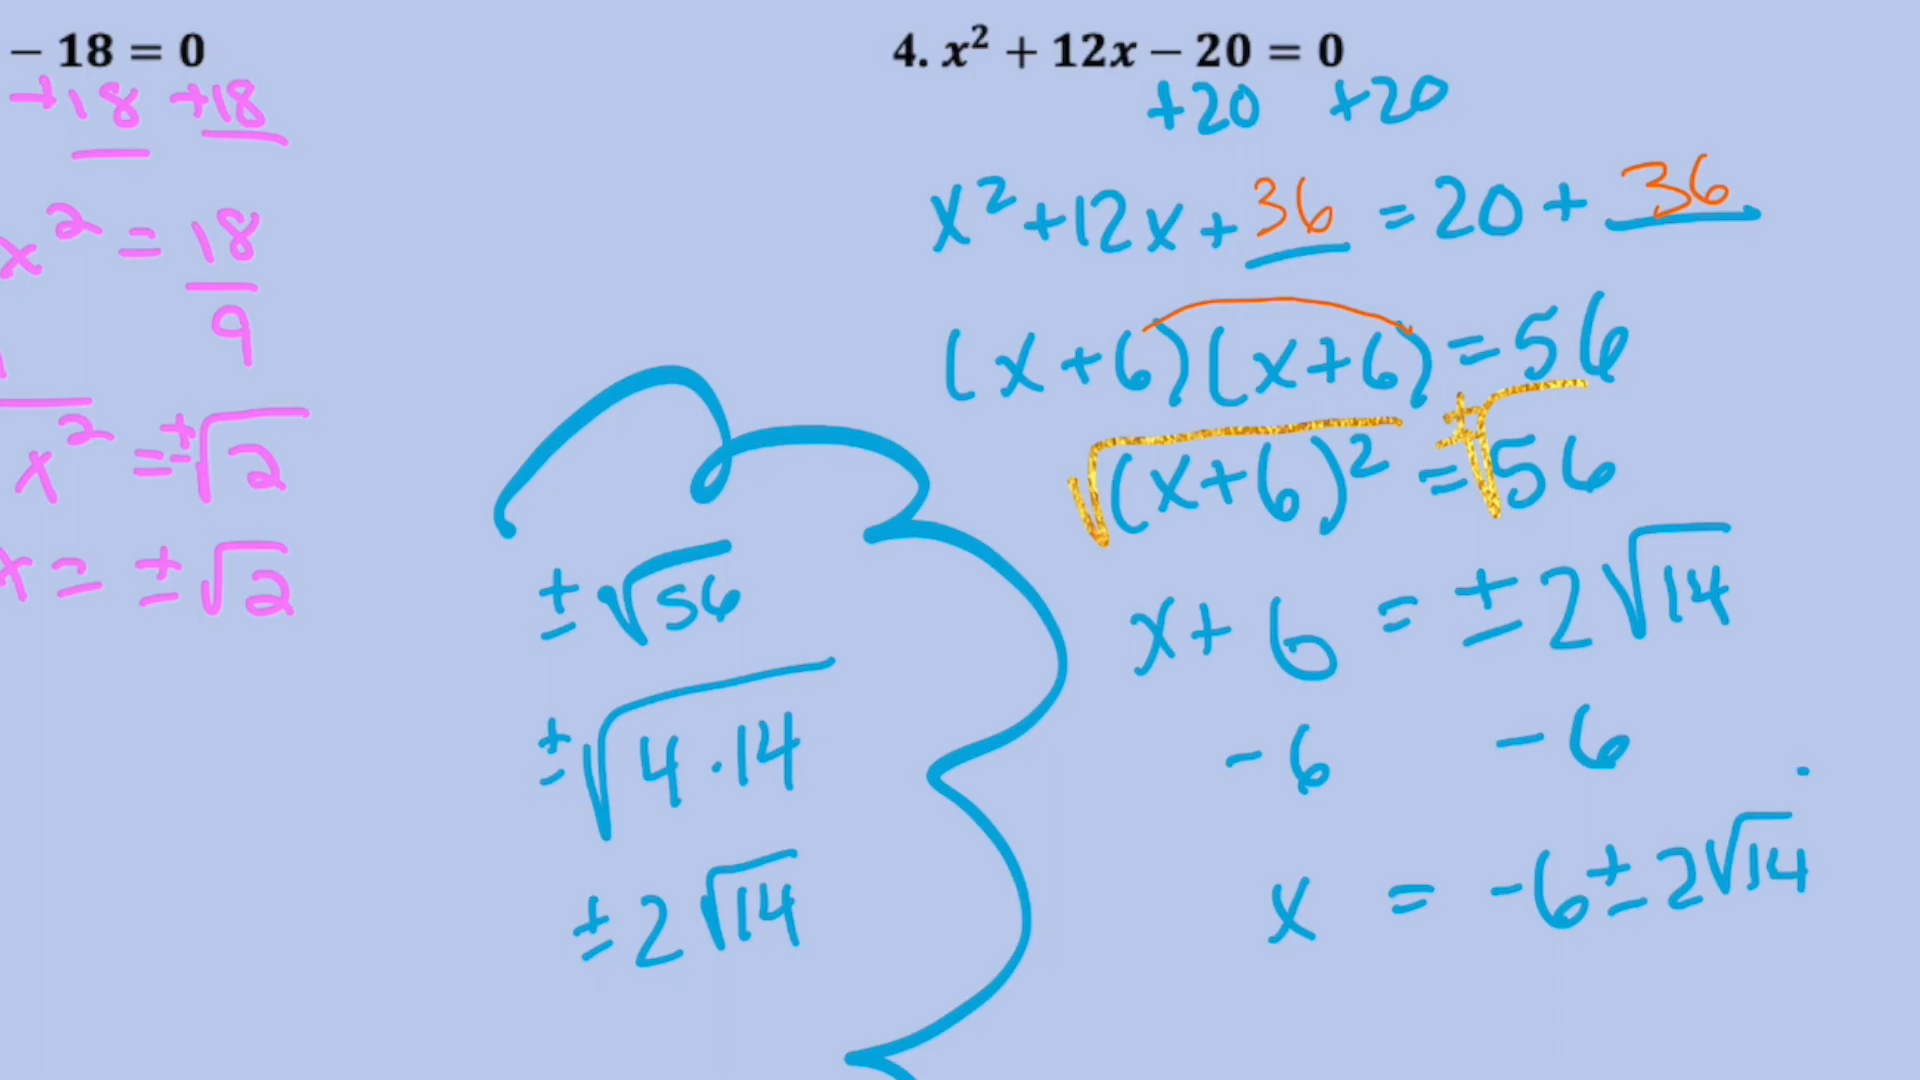 − 18 = 0
+18 +18
x² = 18/9
x² = ±√2
x = ±√2
4. x² + 12x − 20 = 0
+20 +20
x² + 12x + 36 = 20 + 36
(x + 6)(x + 6) = 56
√(x+6)² = ±√56
x + 6 = ± 2√14
-6 -6
x = -6 ± 2√14
± √56
± √4 · 14
± 2 √14